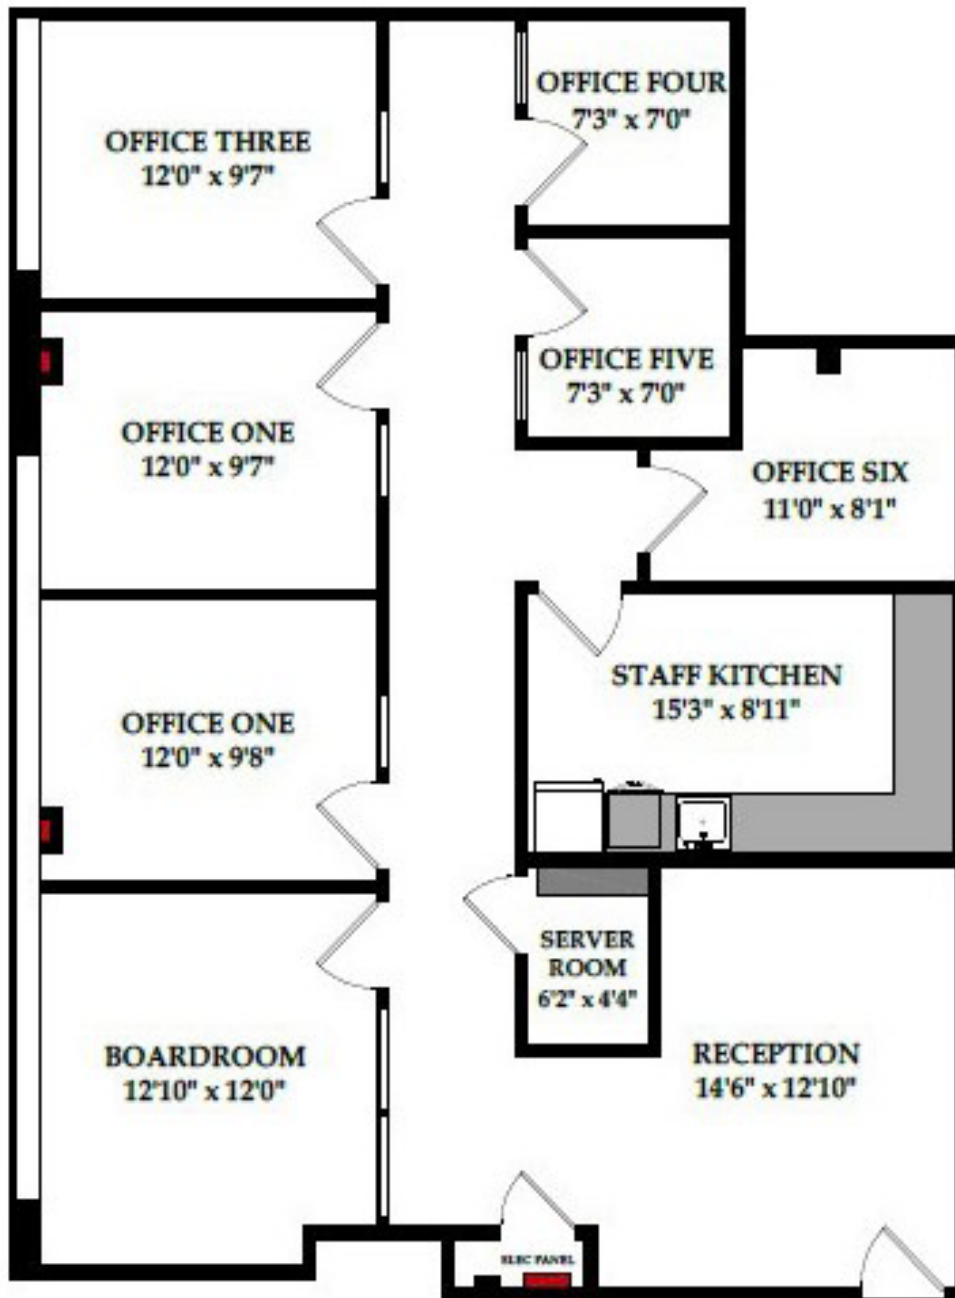 OFFICE FOUR
7'3" x 7'0"
OFFICE THREE
12'0" x 9'7"
OFFICE FIVE
7'3" x 7'0"
OFFICE ONE
12'0" x 9'7"
OFFICE SIX
11'0" x 8'1"
STAFF KITCHEN
15'3" x 8'11"
OFFICE ONE
12'0" x 9'8"
SERVER
ROOM
6'2" x 4'4"
BOARDROOM
12'10" x 12'0"
RECEPTION
14'6" x 12'10"
ELEC PANEL